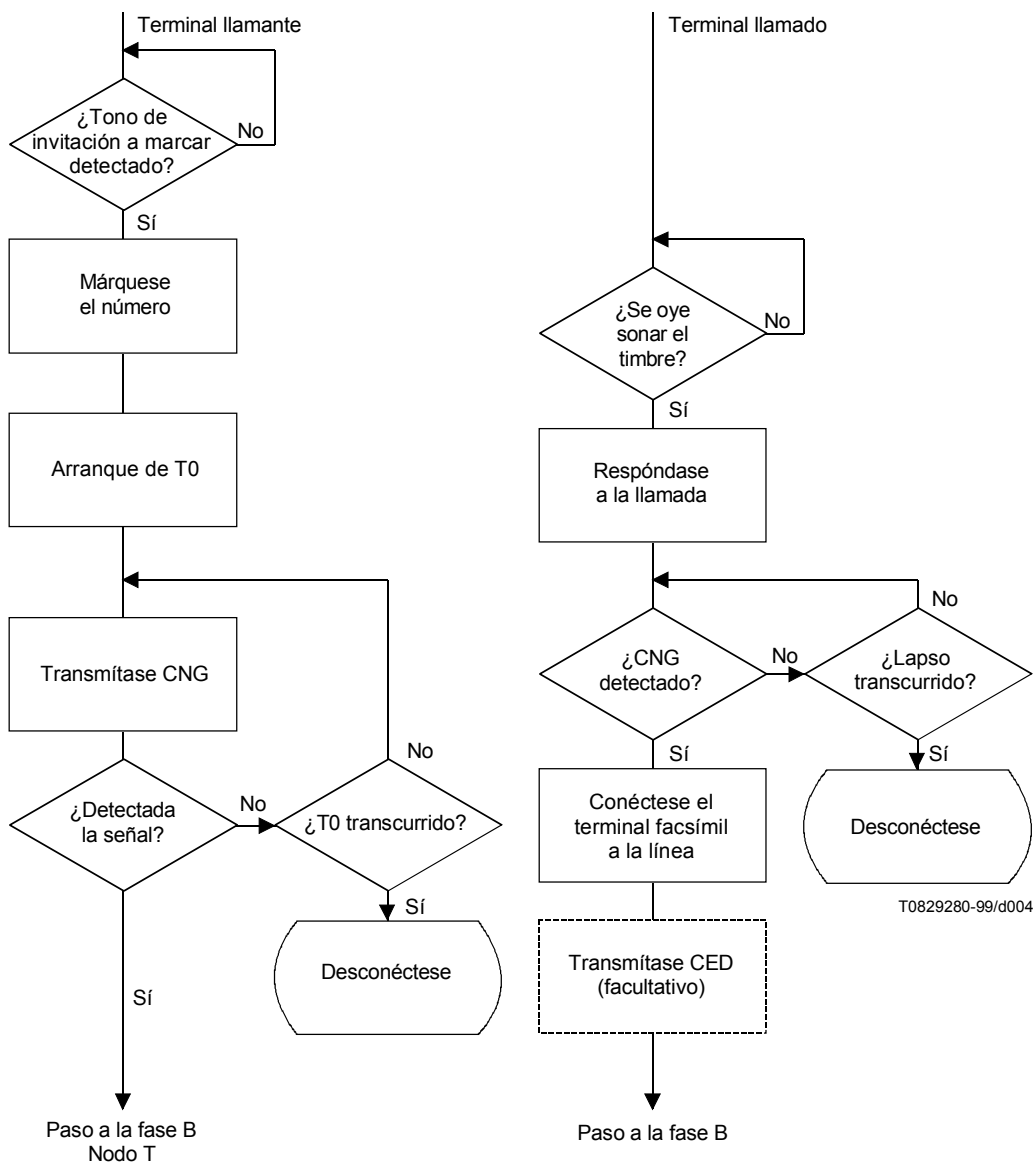 Terminal llamante
¿Tono de
invitación a marcar
detectado?
No
Sí
Márquese
el número
Arranque de T0
Transmítase CNG
¿Detectada
la señal?
No
¿T0 transcurrido?
No
Sí
Desconéctese
Sí
Paso a la fase B
Nodo T
Terminal llamado
¿Se oye
sonar el
timbre?
No
Sí
Respóndase
a la llamada
¿CNG
detectado?
No
¿Lapso
transcurrido?
No
Sí
Desconéctese
Sí
Conéctese el
terminal facsímil
a la línea
Transmítase CED
(facultativo)
Paso a la fase B
T0829280-99/d004